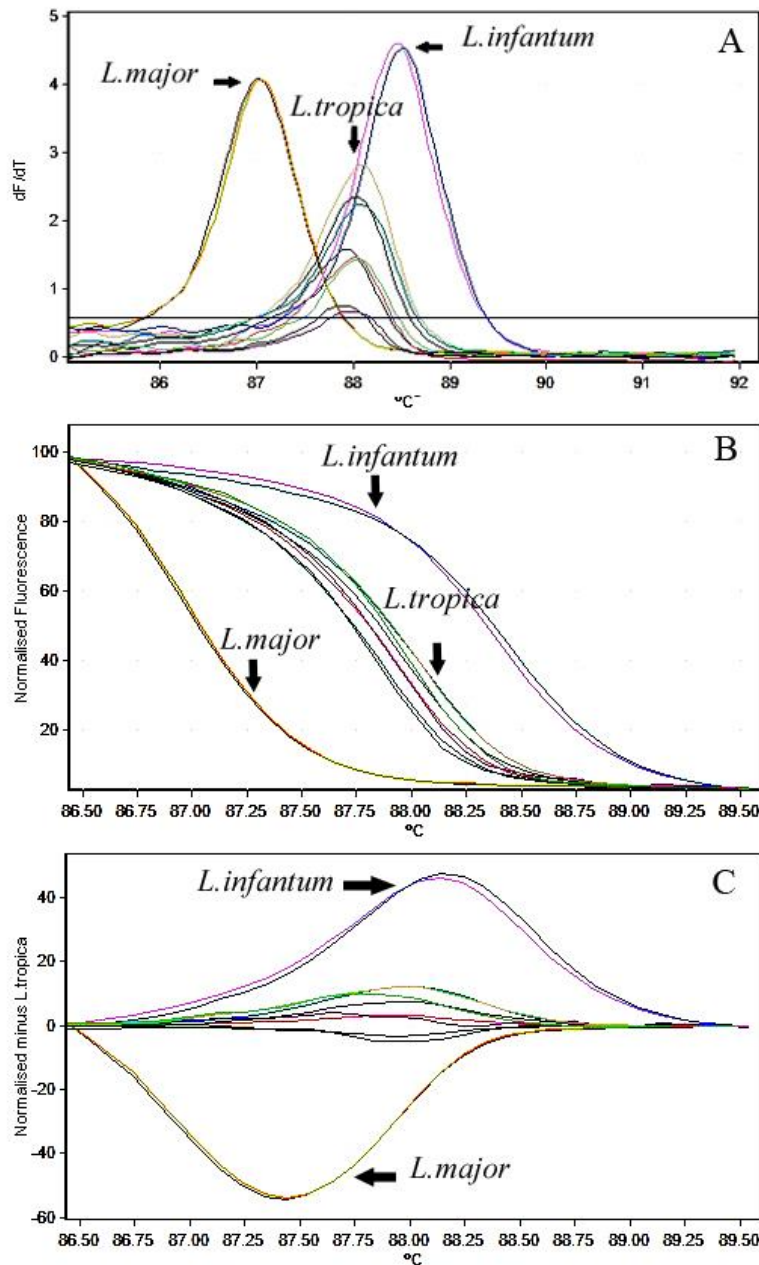 A
5
4
3
2
1
0
dF/dT
L.major
L.tropica
L.infantum
86 87 88 89 90 91 92
°C
B
100
80
60
40
20
Normalised Fluorescence
L.infantum
L.tropica
L.major
86.50 86.75 87.00 87.25 87.50 87.75 88.00 88.25 88.50 88.75 89.00 89.25 89.50
°C
C
40
20
0
-20
-40
-60
Normalised minus L.tropica
L.infantum
L.major
86.50 86.75 87.00 87.25 87.50 87.75 88.00 88.25 88.50 88.75 89.00 89.25 89.50
°C